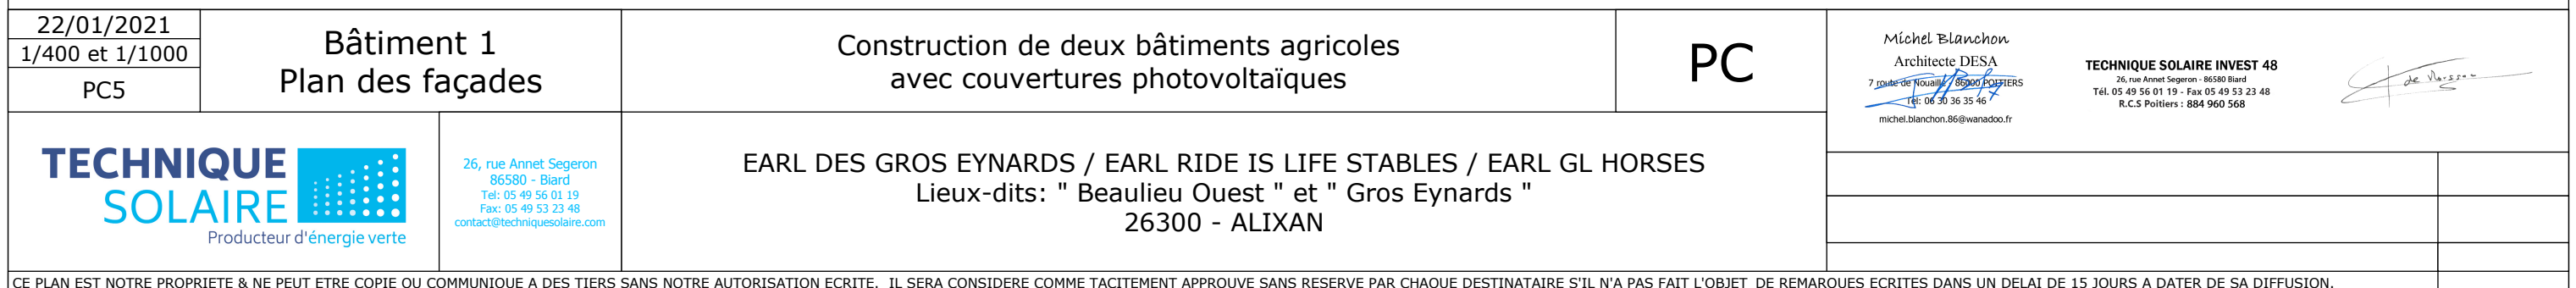 22/01/2021
1/400 et 1/1000
PC5
Bâtiment 1
Plan des façades
Construction de deux bâtiments agricoles
avec couvertures photovoltaïques
PC
Michel Blanchon
Architecte DESA
7 route de Nouaillé 86000 POITIERS
Tél: 06 30 36 35 46
michel.blanchon.86@wanadoo.fr
TECHNIQUE SOLAIRE INVEST 48
26, rue Annet Segeron - 86580 Biard
Tél. 05 49 56 01 19 - Fax 05 49 53 23 48
R.C.S Poitiers : 884 960 568
TECHNIQUE
SOLAIRE
Producteur d'énergie verte
26, rue Annet Segeron
86580 - Biard
Tel: 05 49 56 01 19
Fax: 05 49 53 23 48
contact@techniquesolaire.com
EARL DES GROS EYNARDS / EARL RIDE IS LIFE STABLES / EARL GL HORSES
Lieux-dits: " Beaulieu Ouest " et " Gros Eynards "
26300 - ALIXAN
CE PLAN EST NOTRE PROPRIETE & NE PEUT ETRE COPIE OU COMMUNIQUE A DES TIERS SANS NOTRE AUTORISATION ECRITE. IL SERA CONSIDERE COMME TACITEMENT APPROUVE SANS RESERVE PAR CHAQUE DESTINATAIRE S'IL N'A PAS FAIT L'OBJET DE REMARQUES ECRITES DANS UN DELAI DE 15 JOURS A DATER DE SA DIFFUSION.